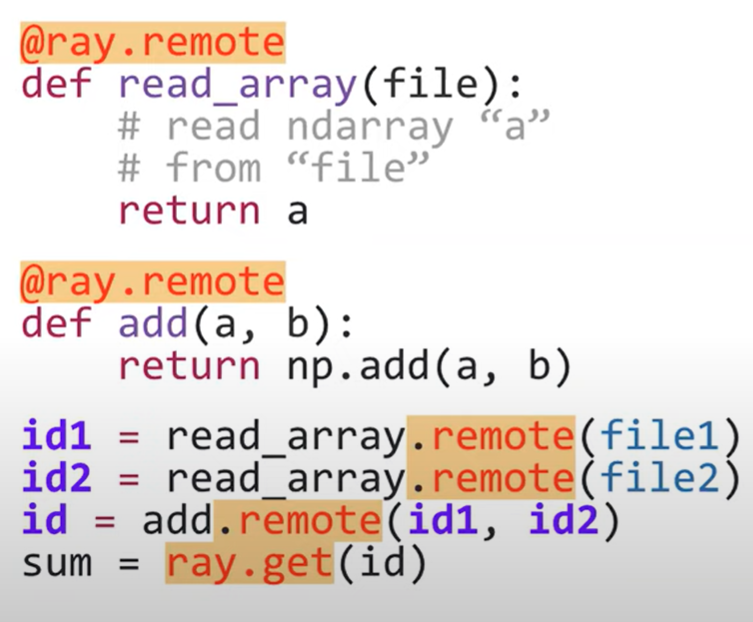 @ray.remote
def read_array(file):
    # read ndarray “a”
    # from “file”
    return a
@ray.remote
def add(a, b):
    return np.add(a, b)
id1 = read_array.remote(file1)
id2 = read_array.remote(file2)
id = add.remote(id1, id2)
sum = ray.get(id)